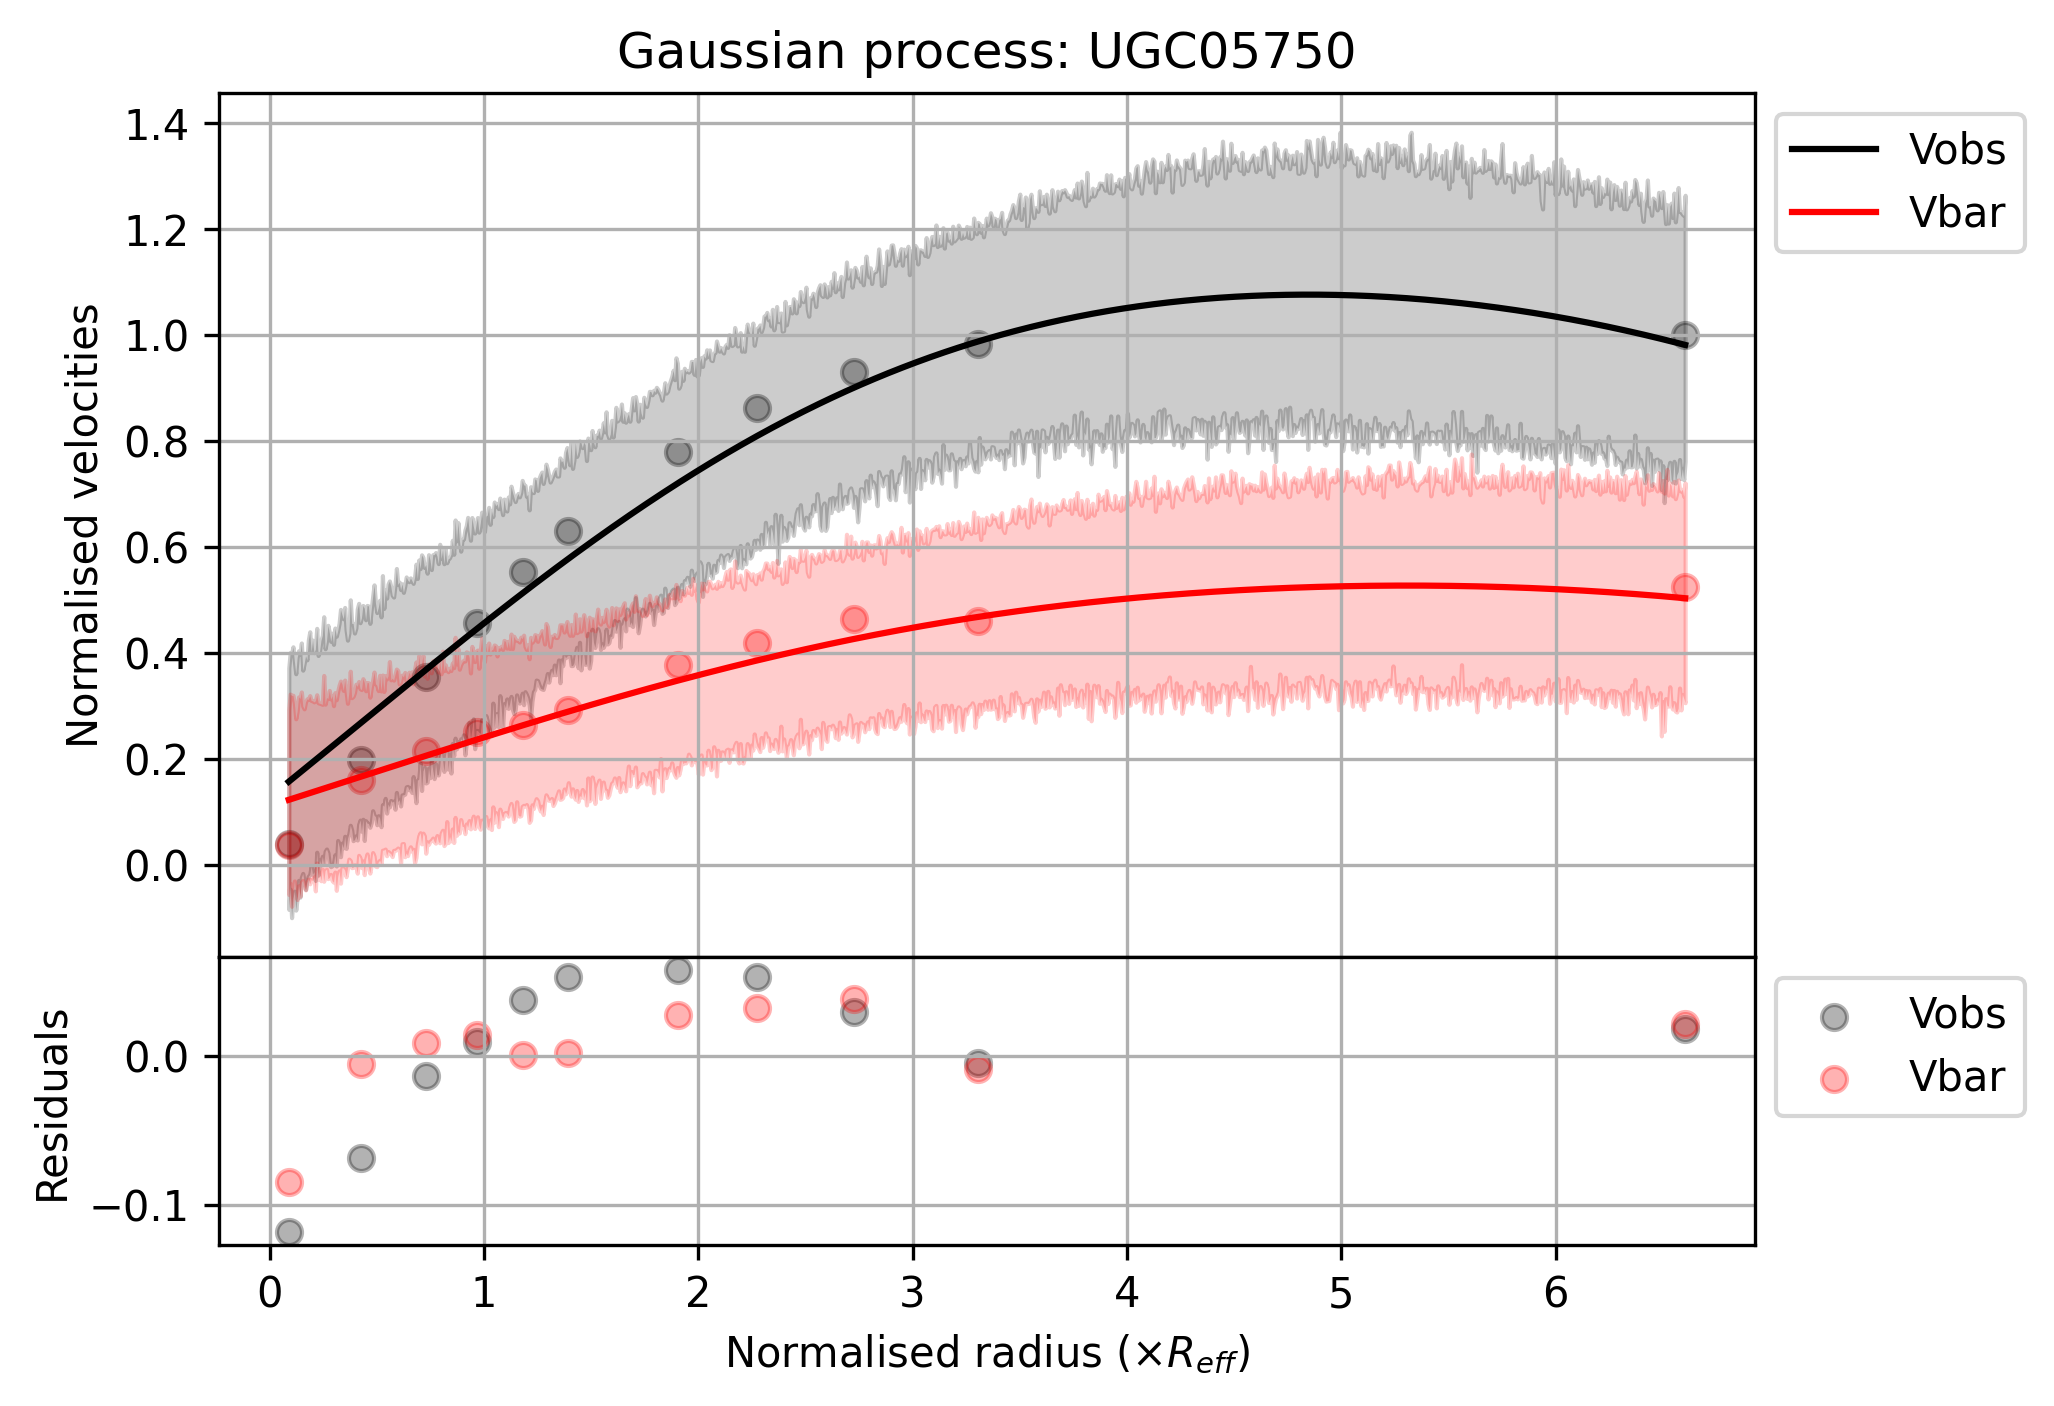 Gaussian process: UGC05750
Normalised velocities
1.4
1.2
1.0
0.8
0.6
0.4
0.2
0.0
Vobs
Vbar
Residuals
0.0
−0.1
Vobs
Vbar
0 1 2 3 4 5 6
Normalised radius (×R_eff)